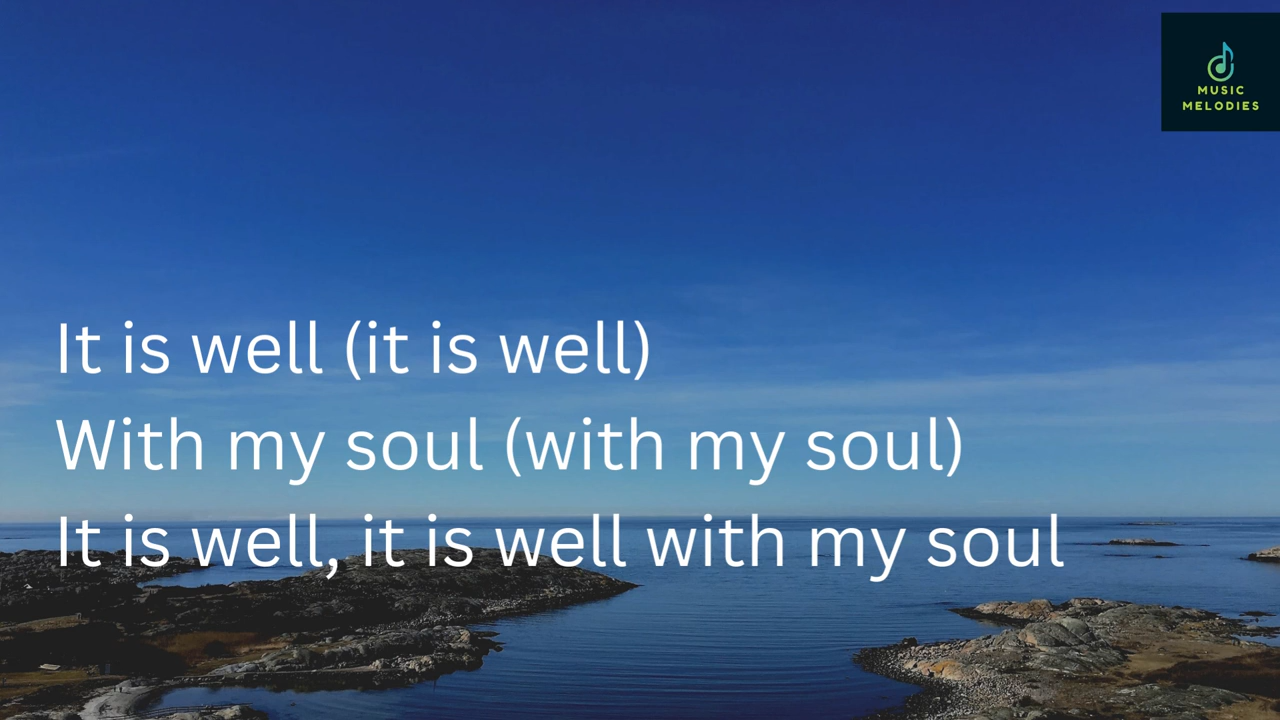 MUSIC
MELODIES
It is well (it is well)
With my soul (with my soul)
It is well, it is well with my soul